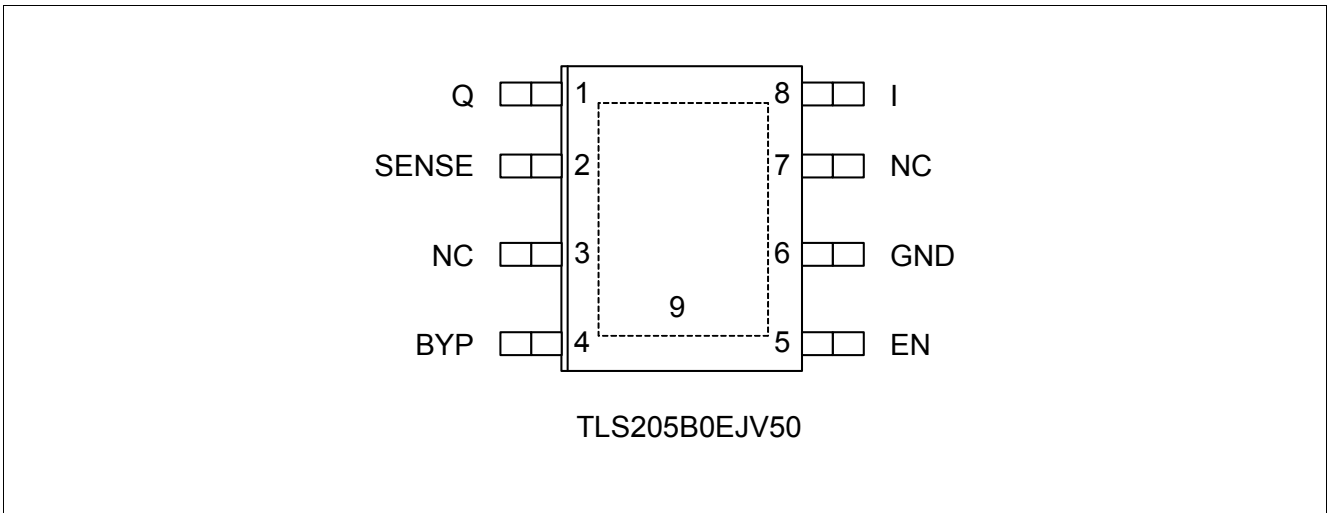 Q 1 8 I
SENSE 2 7 NC
NC 3 6 GND
9
BYP 4 5 EN
TLS205B0EJV50